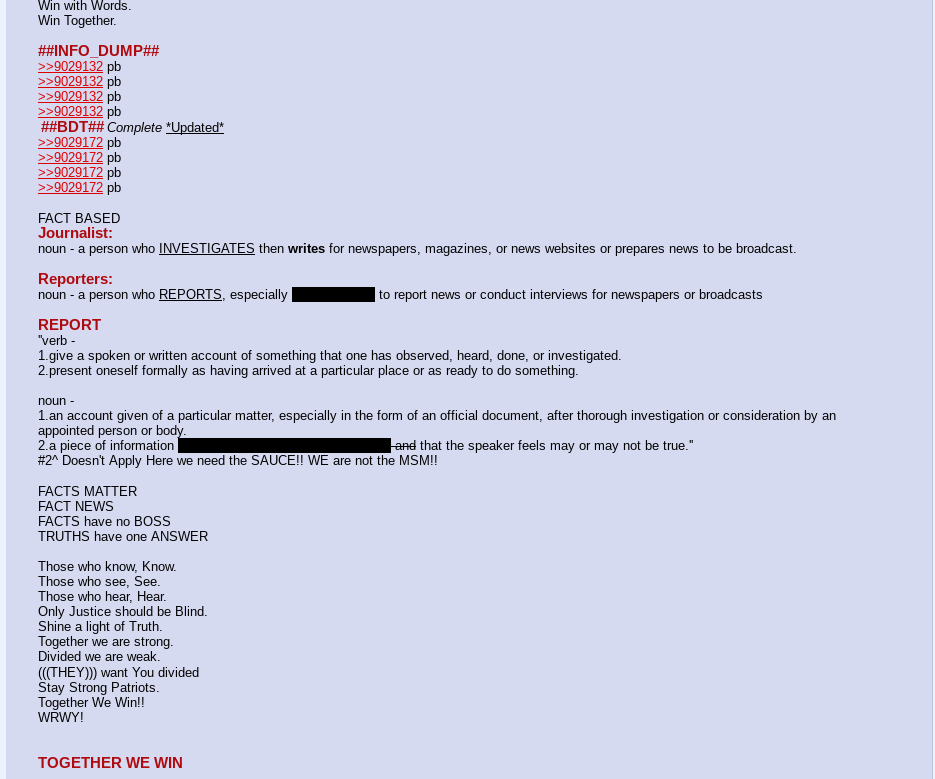 Win with Words.
Win Together.
##INFO_DUMP##
>>9029132 pb
>>9029132 pb
>>9029132 pb
>>9029132 pb
##BDT## Complete *Updated*
>>9029172 pb
>>9029172 pb
>>9029172 pb
>>9029172 pb
FACT BASED
Journalist:
noun - a person who INVESTIGATES then writes for newspapers, magazines, or news websites or prepares news to be broadcast.
Reporters:
noun - a person who REPORTS, especially to report news or conduct interviews for newspapers or broadcasts
REPORT
"verb -
1.give a spoken or written account of something that one has observed, heard, done, or investigated.
2.present oneself formally as having arrived at a particular place or as ready to do something.
noun -
1.an account given of a particular matter, especially in the form of an official document, after thorough investigation or consideration by an
appointed person or body.
2.a piece of information and that the speaker feels may or may not be true."
#2^ Doesn't Apply Here we need the SAUCE!! WE are not the MSM!!
FACTS MATTER
FACT NEWS
FACTS have no BOSS
TRUTHS have one ANSWER
Those who know, Know.
Those who see, See.
Those who hear, Hear.
Only Justice should be Blind.
Shine a light of Truth.
Together we are strong.
Divided we are weak.
(((THEY))) want You divided
Stay Strong Patriots.
Together We Win!!
WRWY!
TOGETHER WE WIN